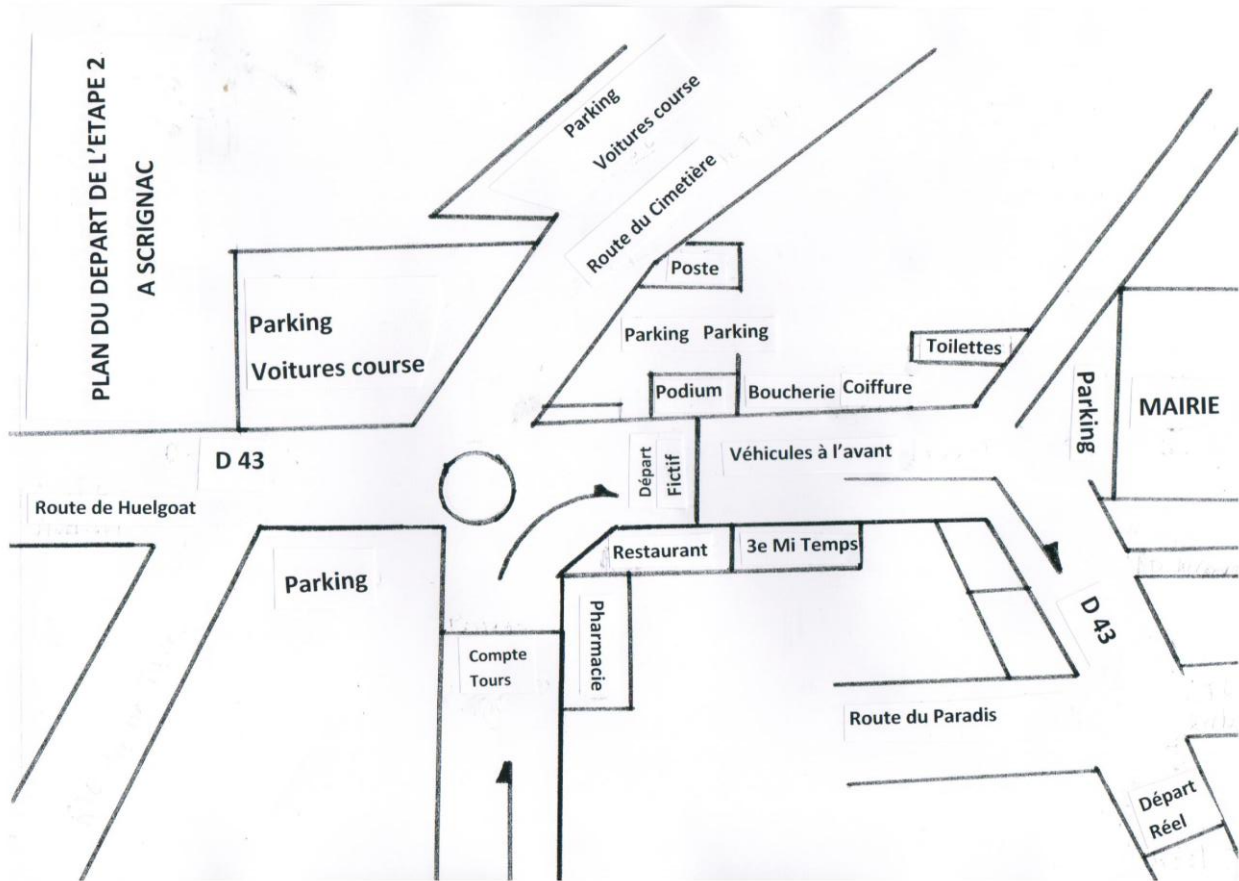 PLAN DU DEPART DE L'ETAPE 2
A SCRIGNAC
Parking
Voitures course
Route du Cimetière
Poste
Parking
Voitures course
Parking Parking
Toilettes
Podium
Boucherie
Coiffure
Parking
MAIRIE
D 43
Départ
Fictif
Véhicules à l'avant
Route de Huelgoat
Restaurant
3e Mi Temps
Parking
Pharmacie
D 43
Compte
Tours
Route du Paradis
Départ
Réel